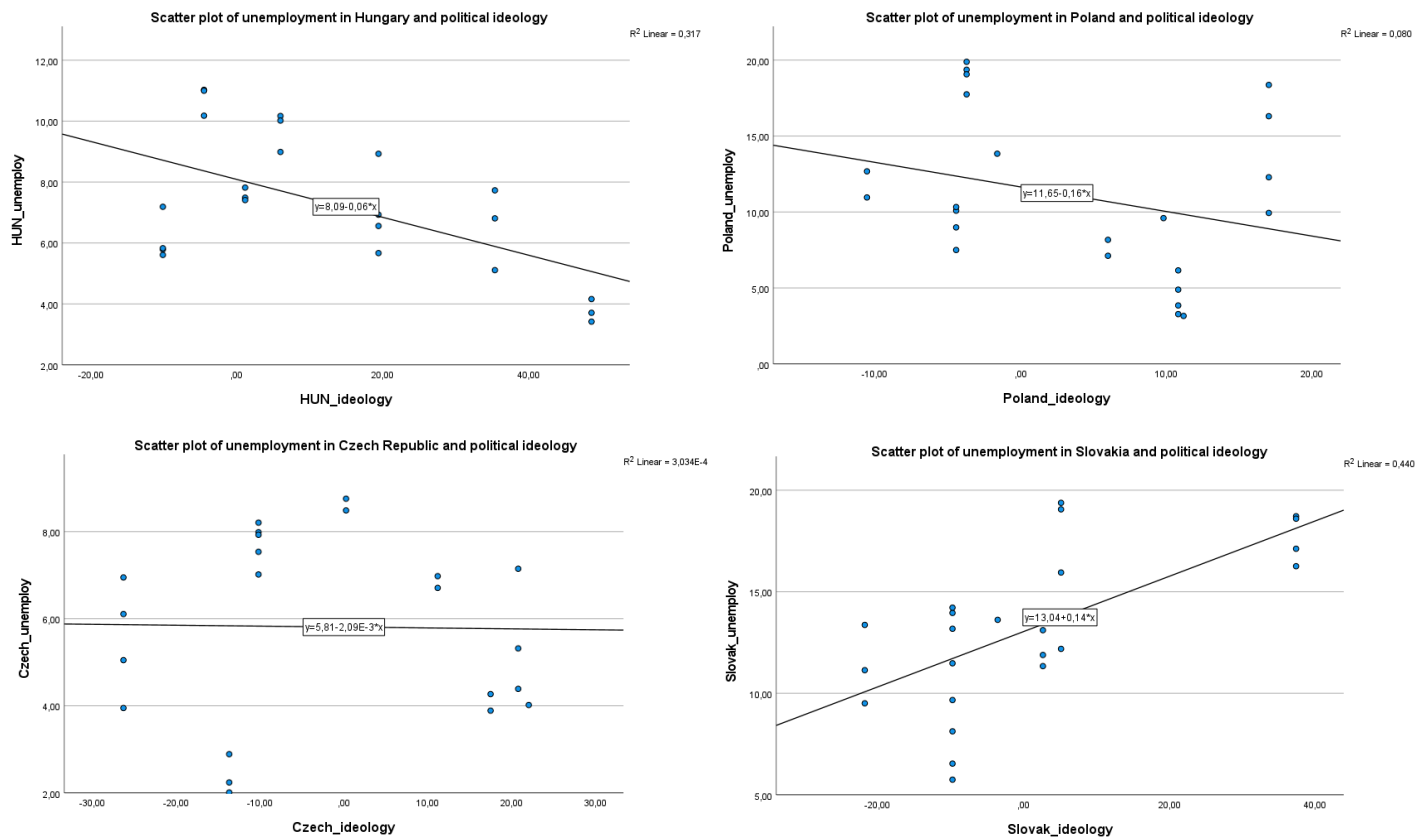 Scatter plot of unemployment in Hungary and political ideology
R2 Linear = 0,317
HUN_unemploy
12,00
10,00
8,00
6,00
4,00
2,00
y=8,09-0,06*x
-20,00
,00
20,00
40,00
HUN_ideology
Scatter plot of unemployment in Poland and political ideology
R2 Linear = 0,080
Poland_unemploy
20,00
15,00
10,00
5,00
,00
y=11,65-0,16*x
-10,00
,00
10,00
20,00
Poland_ideology
Scatter plot of unemployment in Czech Republic and political ideology
R2 Linear = 3,034E-4
Czech_unemploy
8,00
6,00
4,00
2,00
y=5,81-2,09E-3*x
-30,00
-20,00
-10,00
,00
10,00
20,00
30,00
Czech_ideology
Scatter plot of unemployment in Slovakia and political ideology
R2 Linear = 0,440
Slovak_unemploy
20,00
15,00
10,00
5,00
y=13,04+0,14*x
-20,00
,00
20,00
40,00
Slovak_ideology